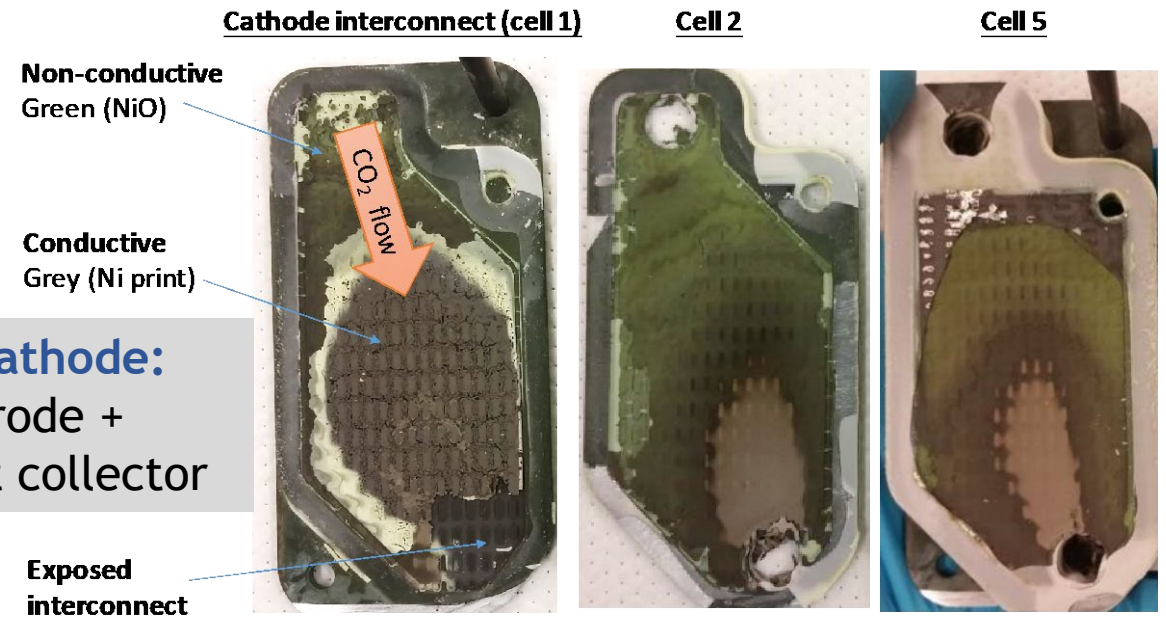 Cathode interconnect (cell 1)
Cell 2
Cell 5
Non-conductive
Green (NiO)
CO₂ flow
Conductive
Grey (Ni print)
athode:
rode +
collector
Exposed
interconnect